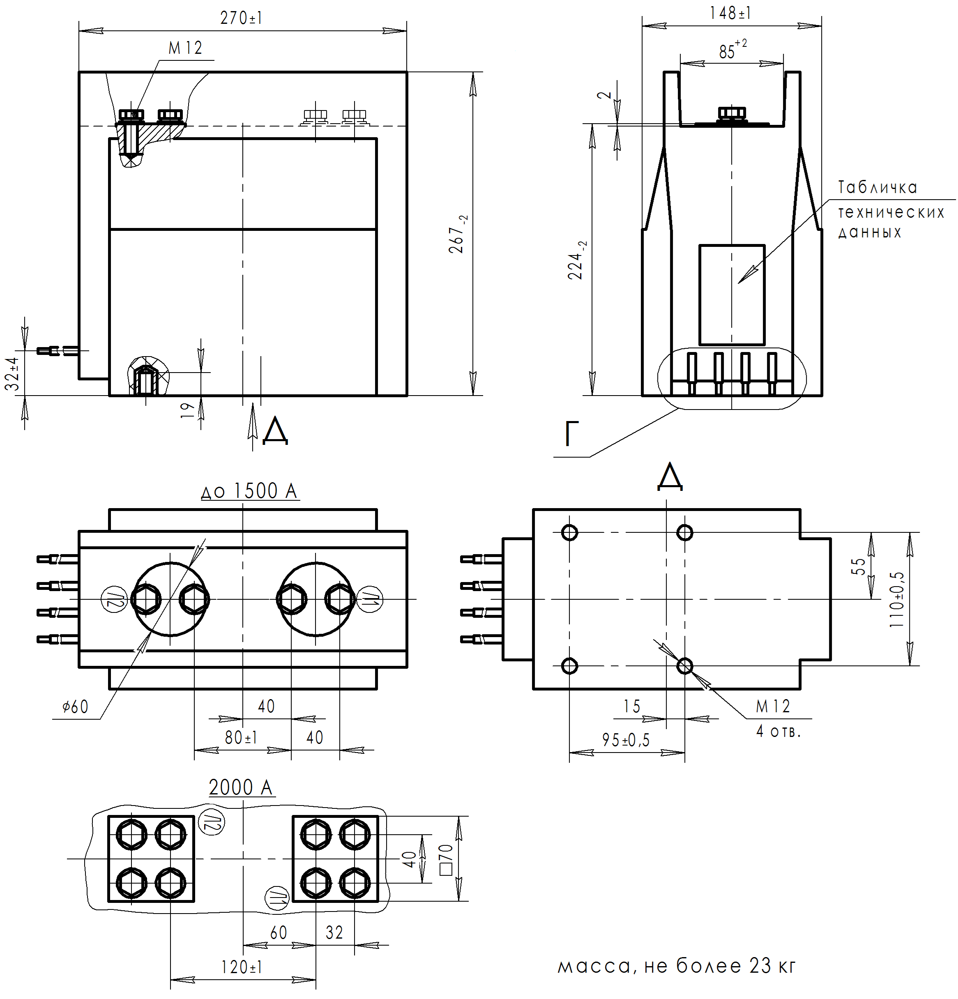 270±1
148±1
М12
85+2
2
Табличка
технических
данных
267-2
224-2
32±4
19
Д
Г
Д
до 1500 А
Л2
Л1
55
110±0,5
⌀60
40
80±1
40
15
М12
95±0,5
4 отв.
2000 А
Л2
Л1
40
□70
60
32
120±1
масса, не более 23 кг